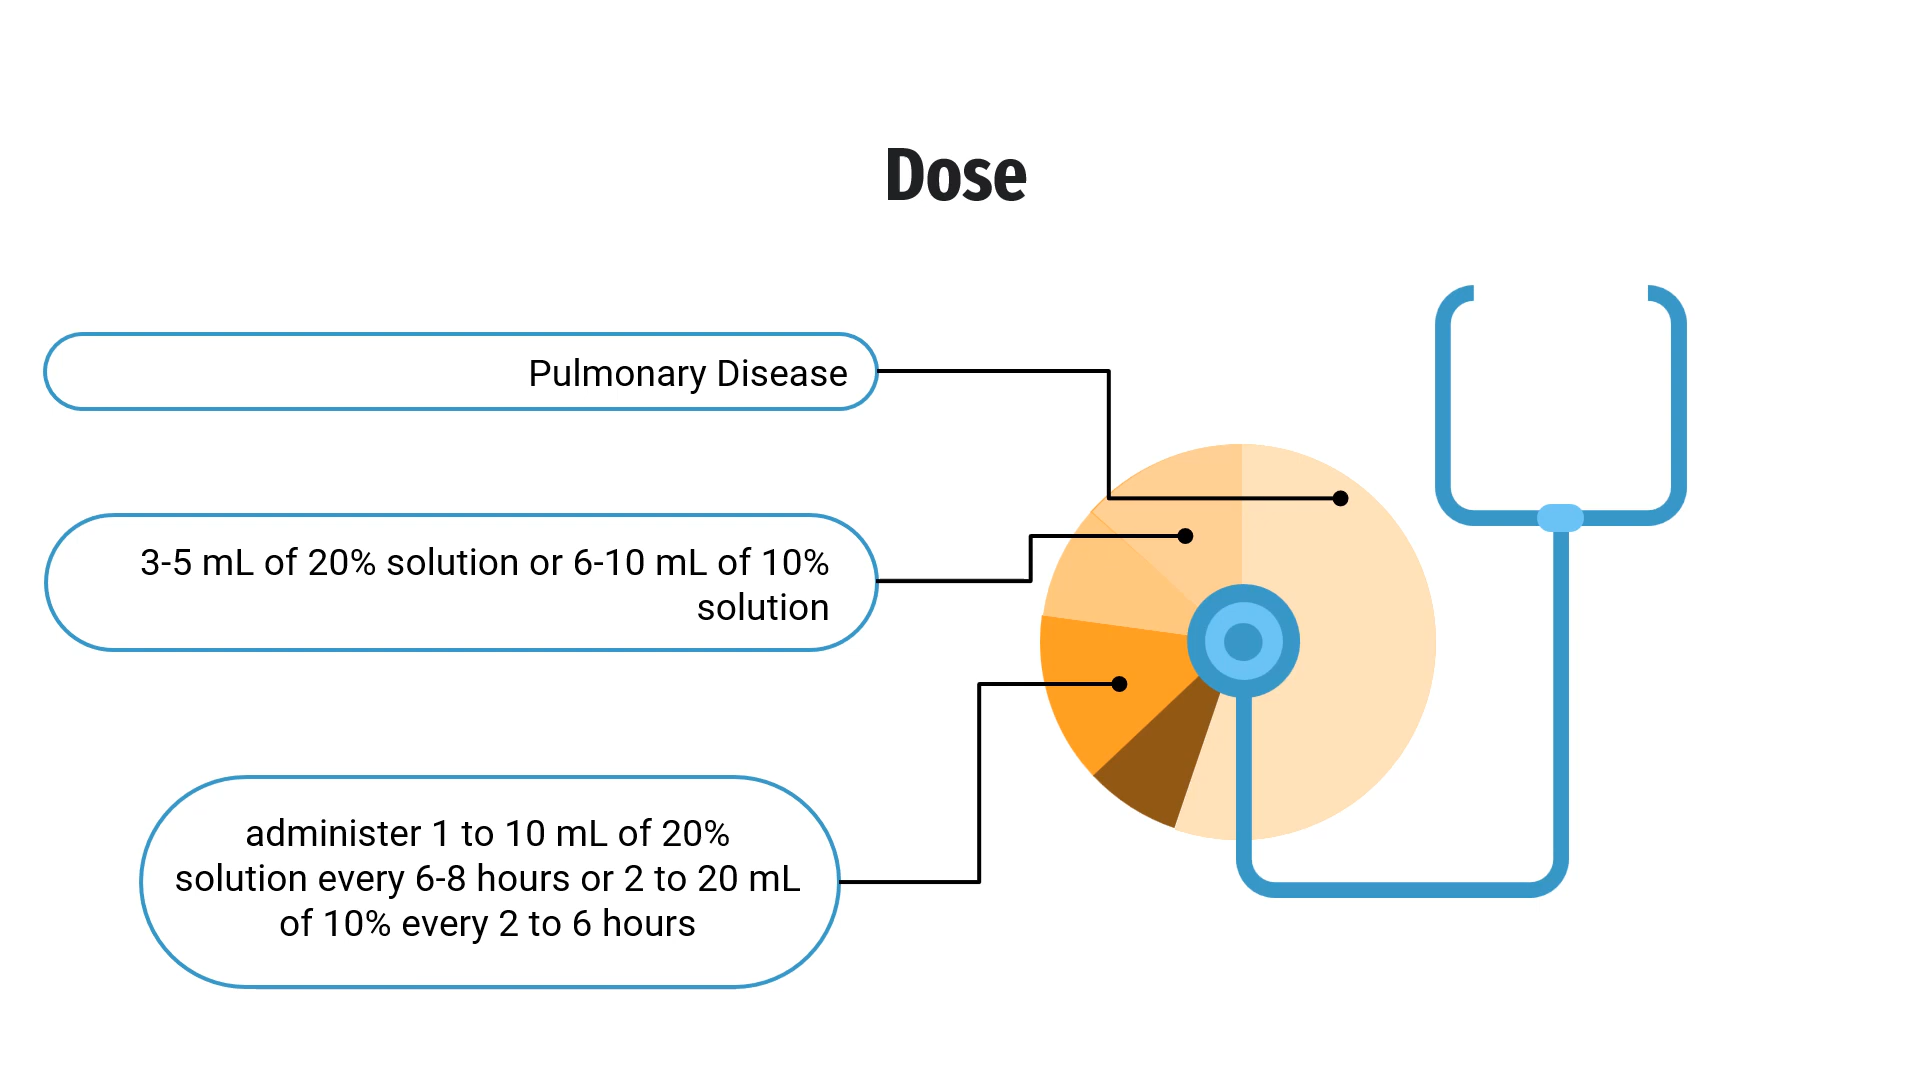 Dose
Pulmonary Disease
3-5 mL of 20% solution or 6-10 mL of 10%
solution
administer 1 to 10 mL of 20%
solution every 6-8 hours or 2 to 20 mL
of 10% every 2 to 6 hours